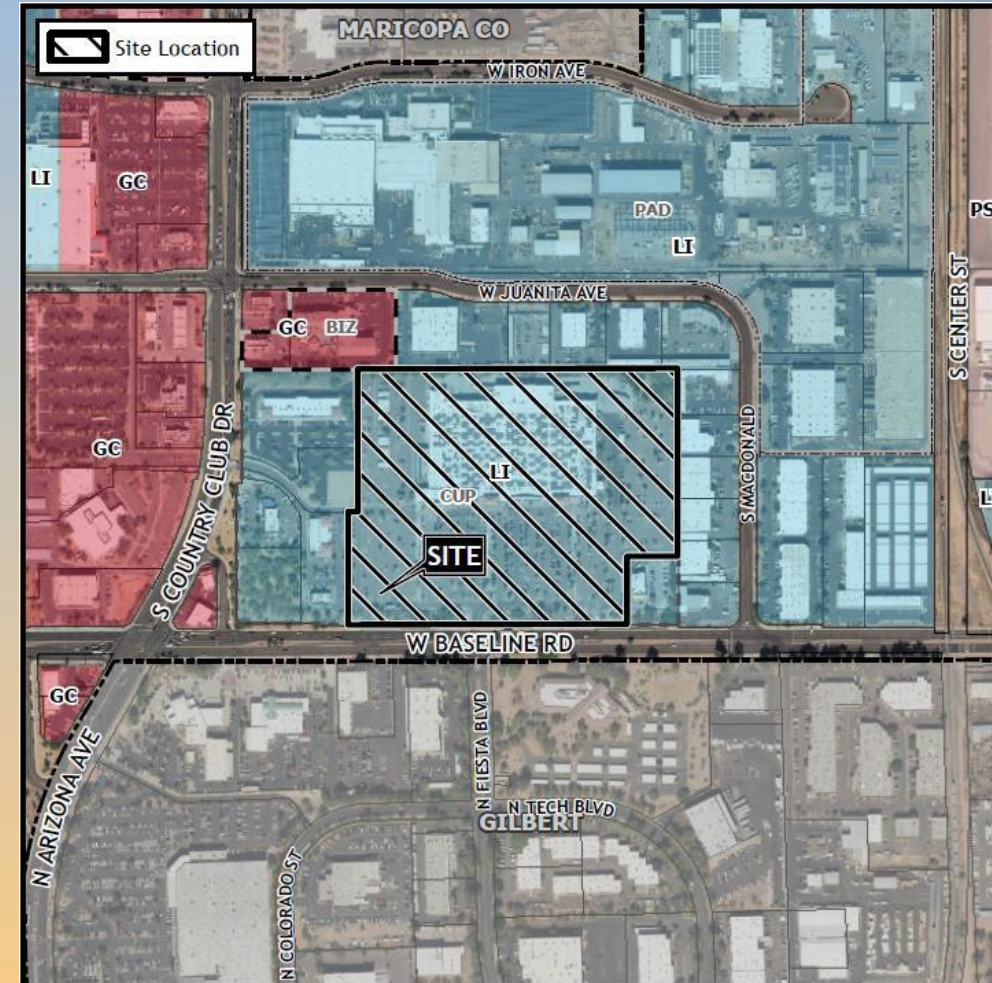 Site Location
MARICOPA CO
W IRON AVE
LI
GC
PAD
LI
PS
W JUANITA AVE
GC
BIZ
S CENTER ST
S COUNTRY CLUB DR
GC
S MACDONALD
LI
CUP
SITE
W BASELINE RD
GC
N ARIZONA AVE
N FIESTA BLVD
N TECH BLVD
GILBERT
N COLORADO ST